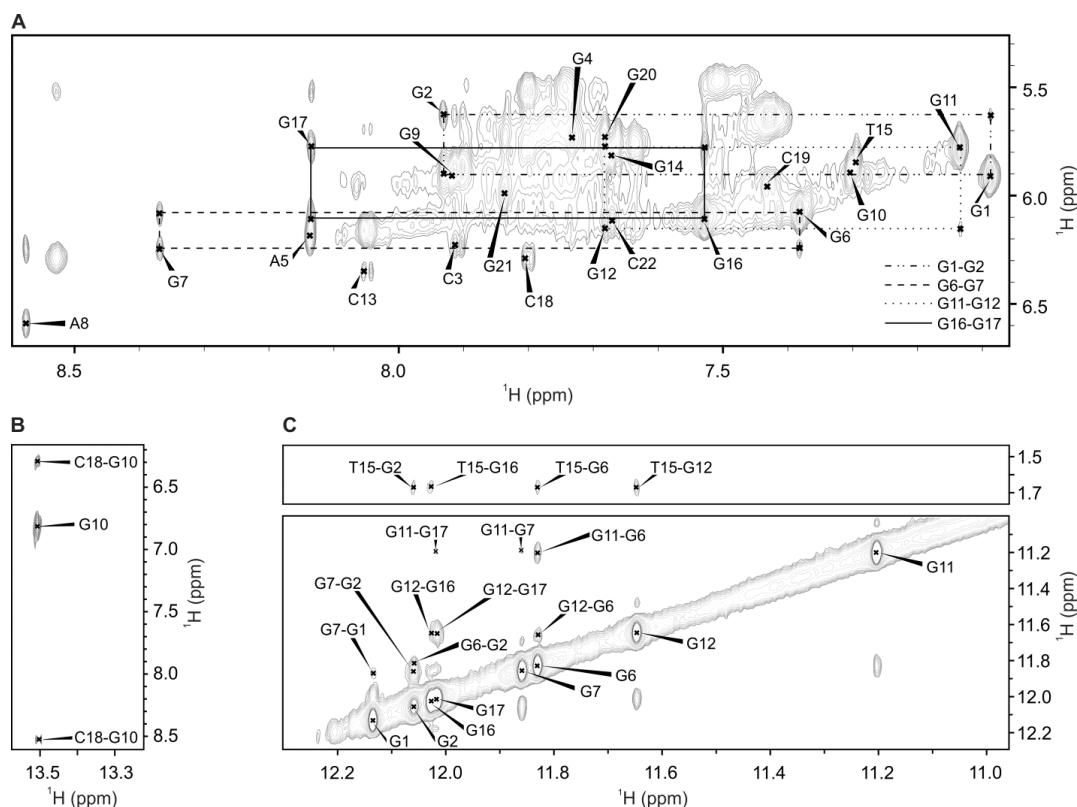 A
G4
G20
G2
G17
G9
G11
T15
C19
G14
G10
G1
A5
G6
G7
G21
G12
C22
G16
C13
C3
C18
A8
G1-G2
G6-G7
G11-G12
G16-G17
5.5
6.0
6.5
¹H (ppm)
8.5
8.0
7.5
¹H (ppm)
B
C18-G10
G10
C18-G10
6.5
7.0
7.5
8.0
8.5
¹H (ppm)
13.5
13.3
¹H (ppm)
C
T15-G2
T15-G16
T15-G6
T15-G12
1.5
1.7
G11-G17
G11-G7
G11-G6
G7-G2
G12-G16
G12-G17
G7-G1
G12-G6
G6-G2
G11
G12
G6
G7
G17
G16
G1
G2
11.2
11.4
11.6
11.8
12.0
12.2
¹H (ppm)
12.2
12.0
11.8
11.6
11.4
11.2
11.0
¹H (ppm)